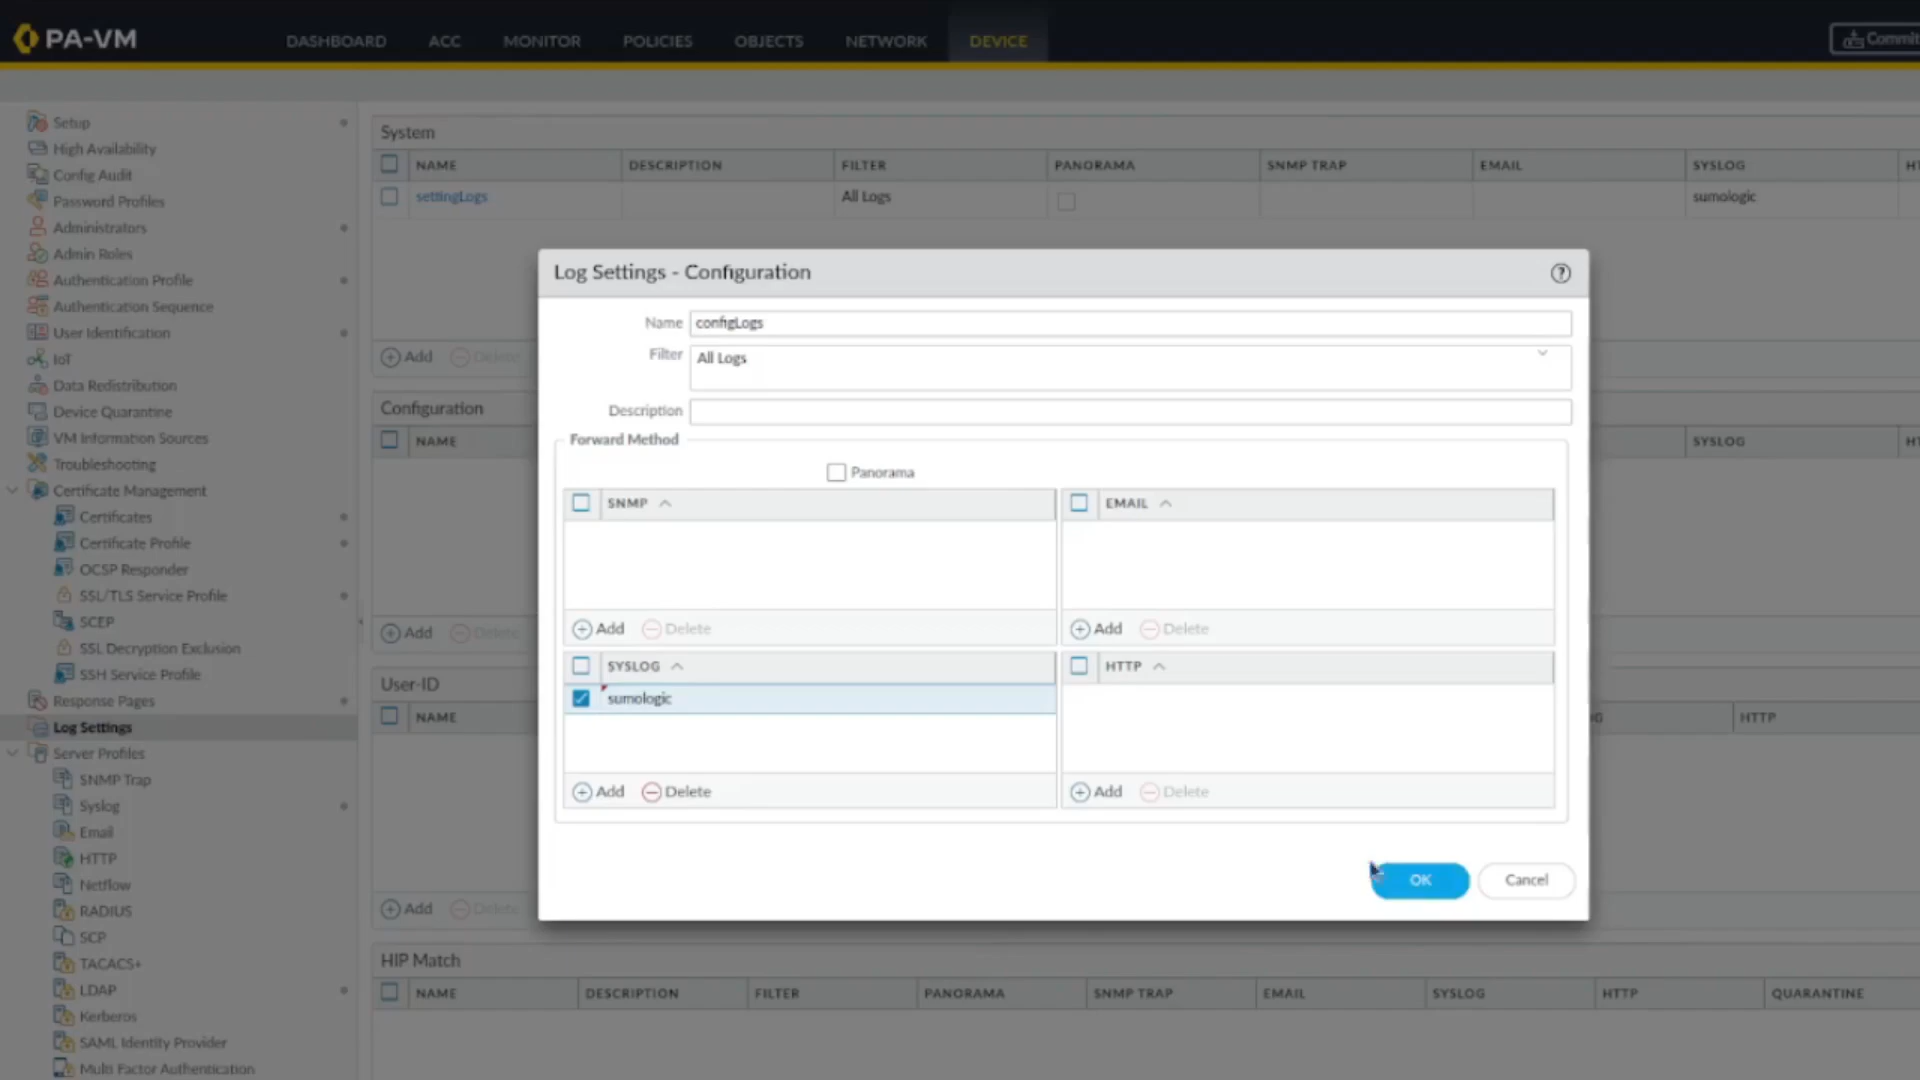 PA-VM
DASHBOARD ACC MONITOR POLICIES OBJECTS NETWORK DEVICE Commit
Setup
High Availability
Config Audit
Password Profiles
Administrators
Admin Roles
Authentication Profile
Authentication Sequence
User Identification
IoT
Data Redistribution
Device Quarantine
VM Information Sources
Troubleshooting
Certificate Management
Certificates
Certificate Profile
OCSP Responder
SSL/TLS Service Profile
SCEP
SSL Decryption Exclusion
SSH Service Profile
Response Pages
Log Settings
Server Profiles
SNMP Trap
Syslog
Email
HTTP
Netflow
RADIUS
SCP
TACACS+
LDAP
Kerberos
SAML Identity Provider
Multi Factor Authentication
System
NAME DESCRIPTION FILTER PANORAMA SNMP TRAP EMAIL SYSLOG HT
settingLogs All Logs sumologic
Add Delete
Configuration
NAME SYSLOG HT
Add Delete
User-ID
NAME HTTP
Add Delete
HIP Match
NAME DESCRIPTION FILTER PANORAMA SNMP TRAP EMAIL SYSLOG HTTP QUARANTINE
Log Settings - Configuration ?
Name configLogs
Filter All Logs
Description
Forward Method
Panorama
SNMP EMAIL
Add Delete Add Delete
SYSLOG HTTP
sumologic
Add Delete Add Delete
OK Cancel